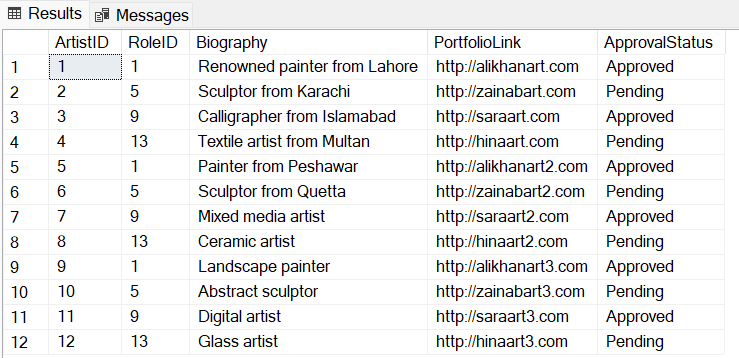 Results Messages
ArtistID RoleID Biography PortfolioLink ApprovalStatus
1 1 1 Renowned painter from Lahore http://alikhanart.com Approved
2 2 5 Sculptor from Karachi http://zainabart.com Pending
3 3 9 Calligrapher from Islamabad http://saraart.com Approved
4 4 13 Textile artist from Multan http://hinaart.com Pending
5 5 1 Painter from Peshawar http://alikhanart2.com Approved
6 6 5 Sculptor from Quetta http://zainabart2.com Pending
7 7 9 Mixed media artist http://saraart2.com Approved
8 8 13 Ceramic artist http://hinaart2.com Pending
9 9 1 Landscape painter http://alikhanart3.com Approved
10 10 5 Abstract sculptor http://zainabart3.com Pending
11 11 9 Digital artist http://saraart3.com Approved
12 12 13 Glass artist http://hinaart3.com Pending